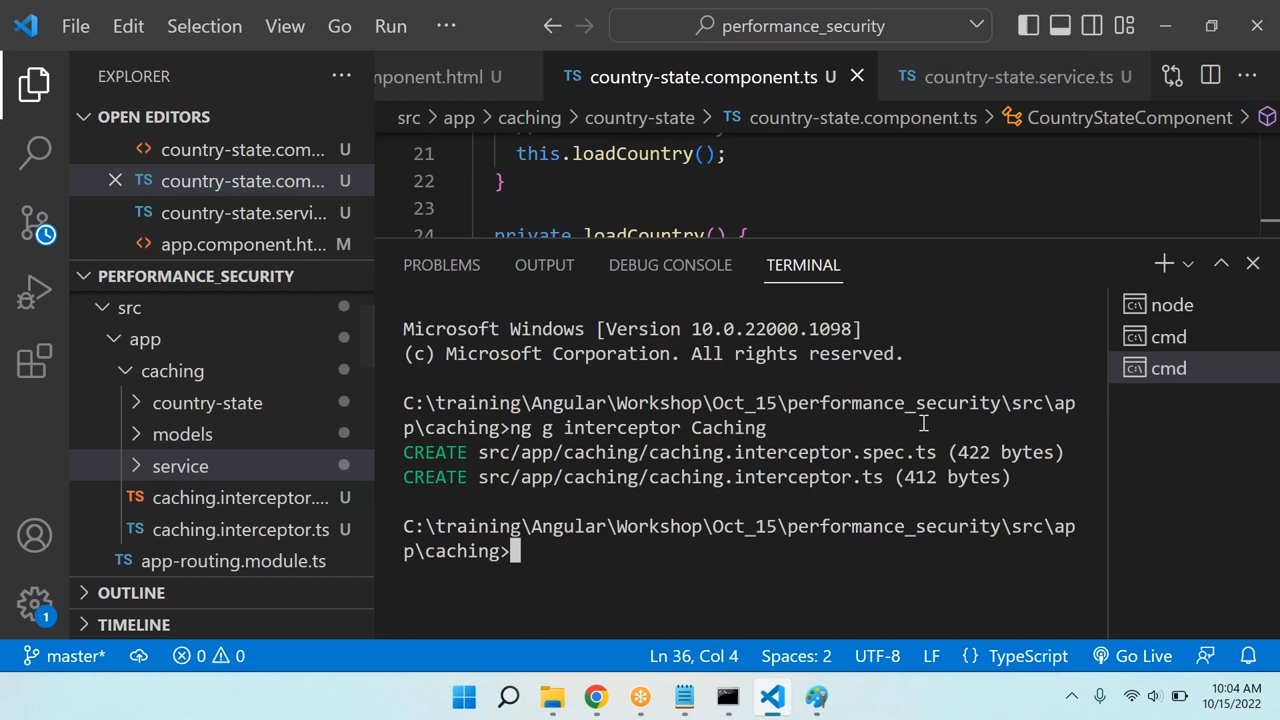 File Edit Selection View Go Run ··· performance_security
EXPLORER ···
OPEN EDITORS
country-state.com... U
country-state.com... U
country-state.servi... U
app.component.ht... M
PERFORMANCE_SECURITY
src
app
caching
country-state
models
service
caching.interceptor.... U
caching.interceptor.ts U
app-routing.module.ts
OUTLINE
TIMELINE
1
mponent.html U TS country-state.component.ts U TS country-state.service.ts U ···
src > app > caching > country-state > TS country-state.component.ts > CountryStateComponent >
21 this.loadCountry();
22 }
23
24 private loadCountry() {
PROBLEMS OUTPUT DEBUG CONSOLE TERMINAL
Microsoft Windows [Version 10.0.22000.1098]
(c) Microsoft Corporation. All rights reserved.
C:\training\Angular\Workshop\Oct_15\performance_security\src\ap
p\caching>ng g interceptor Caching
CREATE src/app/caching/caching.interceptor.spec.ts (422 bytes)
CREATE src/app/caching/caching.interceptor.ts (412 bytes)
C:\training\Angular\Workshop\Oct_15\performance_security\src\ap
p\caching>
node
cmd
cmd
master* 0 0 Ln 36, Col 4 Spaces: 2 UTF-8 LF {} TypeScript Go Live
10:04 AM
10/15/2022